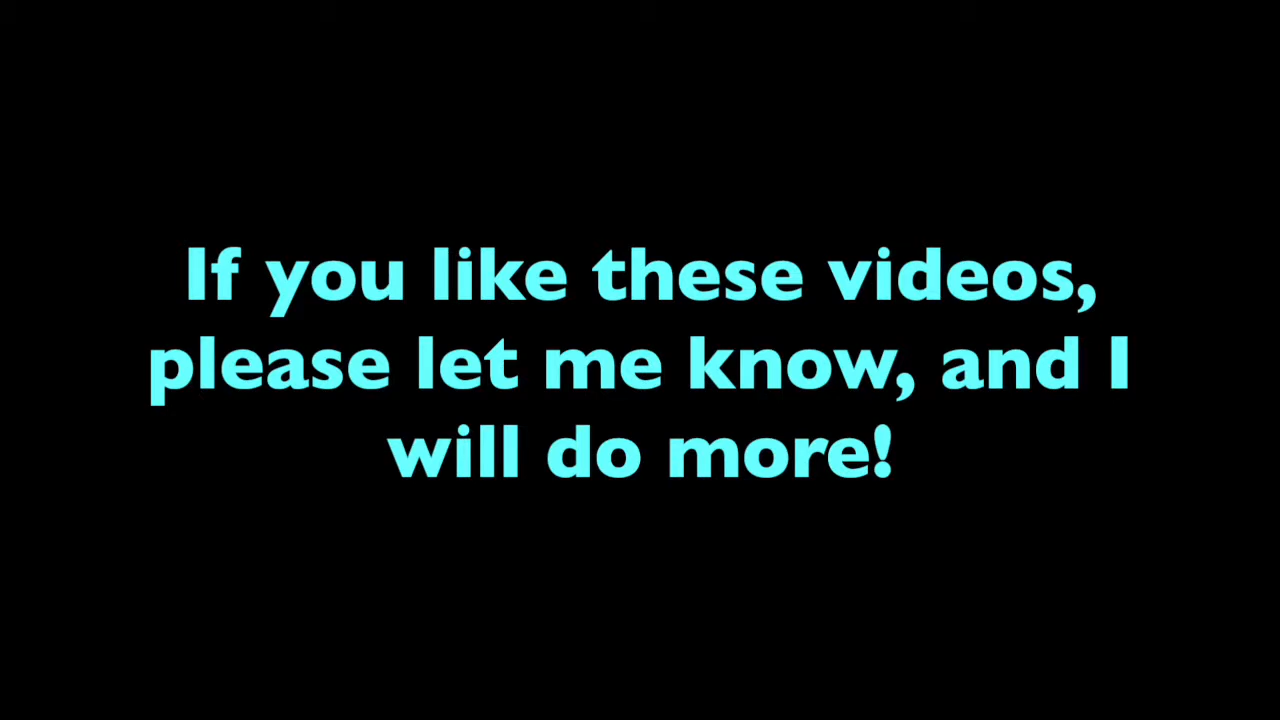 If you like these videos,
please let me know, and I
will do more!